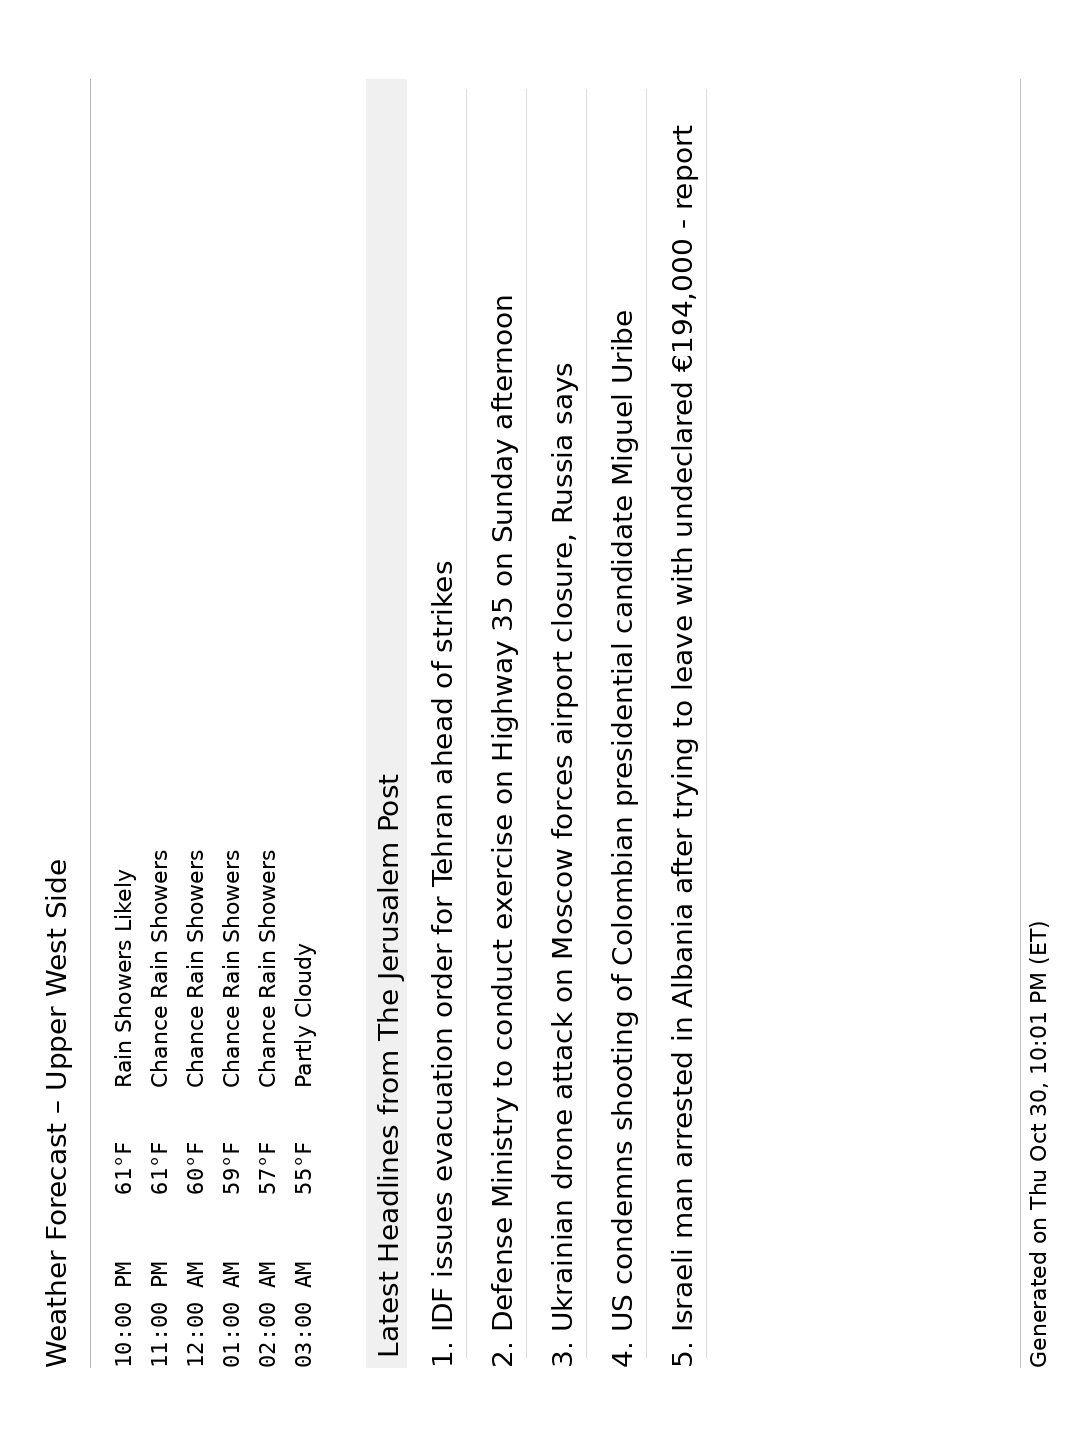 Weather Forecast – Upper West Side
10:00 PM 61°F Rain Showers Likely
11:00 PM 61°F Chance Rain Showers
12:00 AM 60°F Chance Rain Showers
01:00 AM 59°F Chance Rain Showers
02:00 AM 57°F Chance Rain Showers
03:00 AM 55°F Partly Cloudy
Latest Headlines from The Jerusalem Post
1. IDF issues evacuation order for Tehran ahead of strikes
2. Defense Ministry to conduct exercise on Highway 35 on Sunday afternoon
3. Ukrainian drone attack on Moscow forces airport closure, Russia says
4. US condemns shooting of Colombian presidential candidate Miguel Uribe
5. Israeli man arrested in Albania after trying to leave with undeclared €194,000 - report
Generated on Thu Oct 30, 10:01 PM (ET)